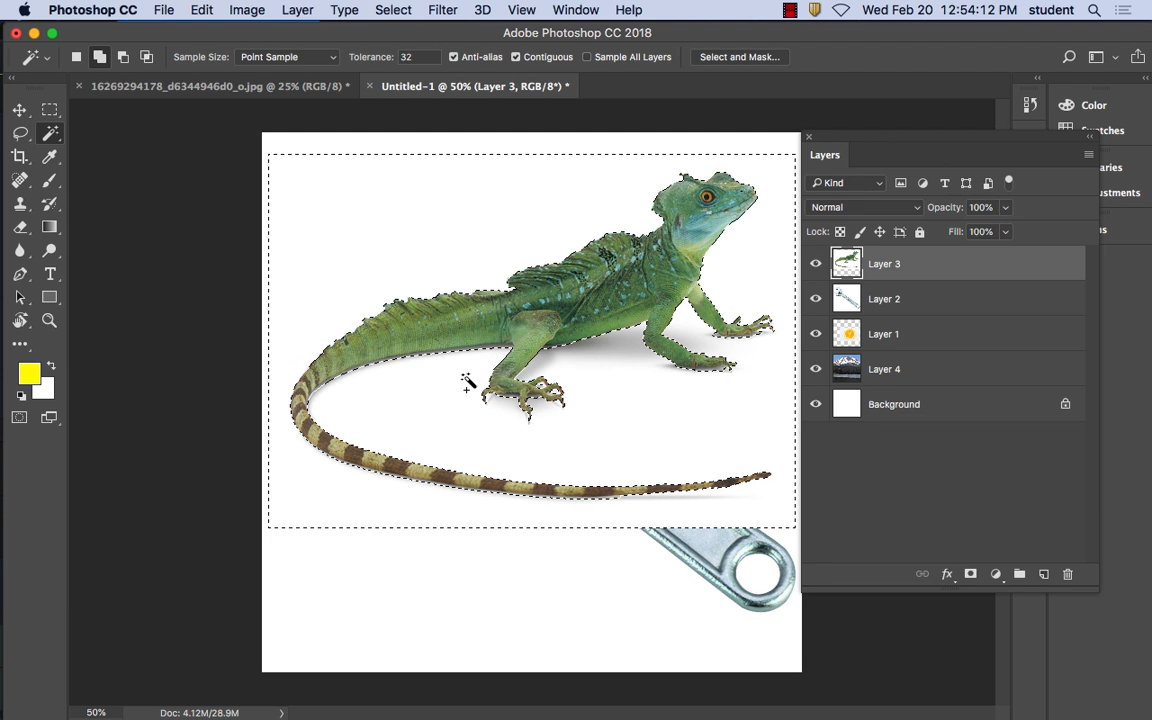 Photoshop CC File Edit Image Layer Type Select Filter 3D View Window Help Wed Feb 20 12:54:12 PM student
Adobe Photoshop CC 2018
Sample Size: Point Sample Tolerance: 32 Anti-alias Contiguous Sample All Layers Select and Mask...
16269294178_d6344946d0_o.jpg @ 25% (RGB/8) * Untitled-1 @ 50% (Layer 3, RGB/8*) *
Color
Layers
Kind
Normal Opacity: 100%
Lock: Fill: 100%
Layer 3
Layer 2
Layer 1
Layer 4
Background
50% Doc: 4.12M/28.9M